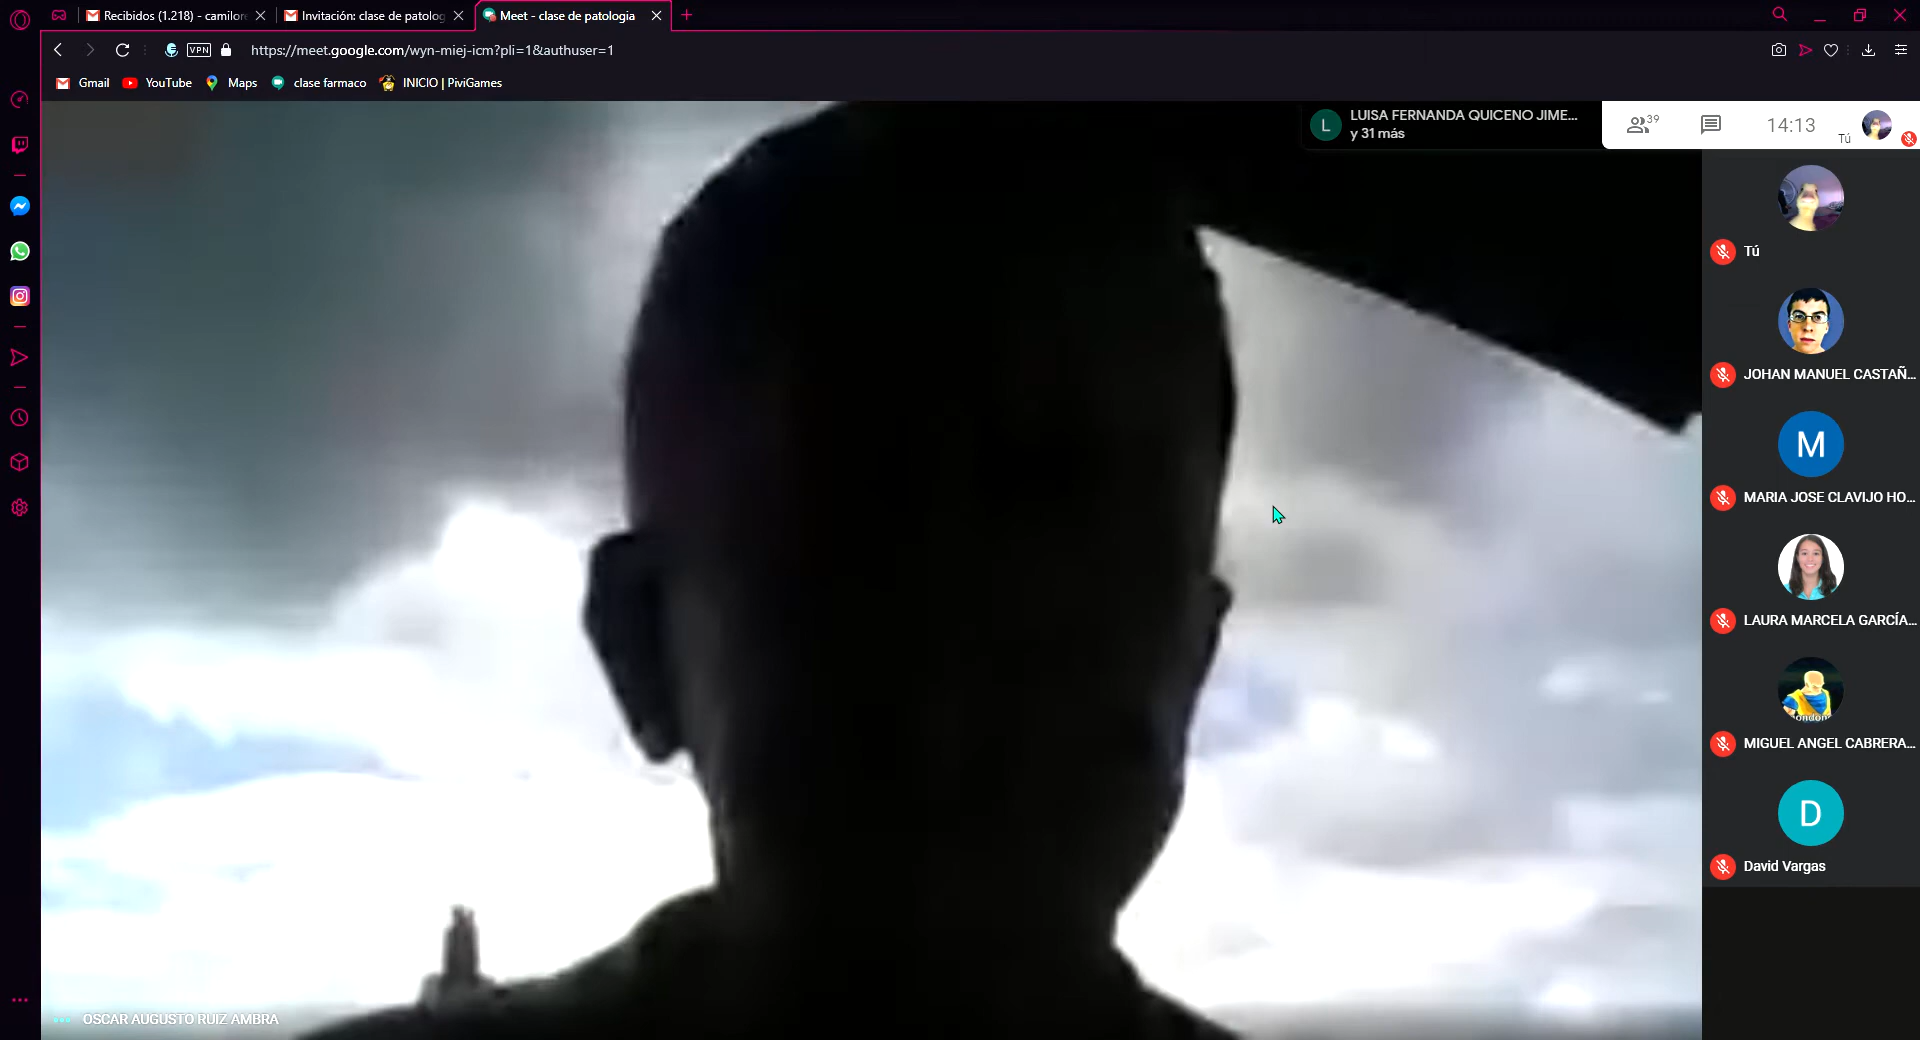 Recibidos (1.218) - camilore
Invitación: clase de patolog
Meet - clase de patologia
VPN
https://meet.google.com/wyn-miej-icm?pli=1&authuser=1
Gmail
YouTube
Maps
clase farmaco
INICIO | PiviGames
L
LUISA FERNANDA QUICENO JIME...
y 31 más
39
14:13
Tú
Tú
JOHAN MANUEL CASTAÑ...
M
MARIA JOSE CLAVIJO HO...
LAURA MARCELA GARCÍA...
MIGUEL ANGEL CABRERA...
D
David Vargas
OSCAR AUGUSTO RUIZ AMBRA